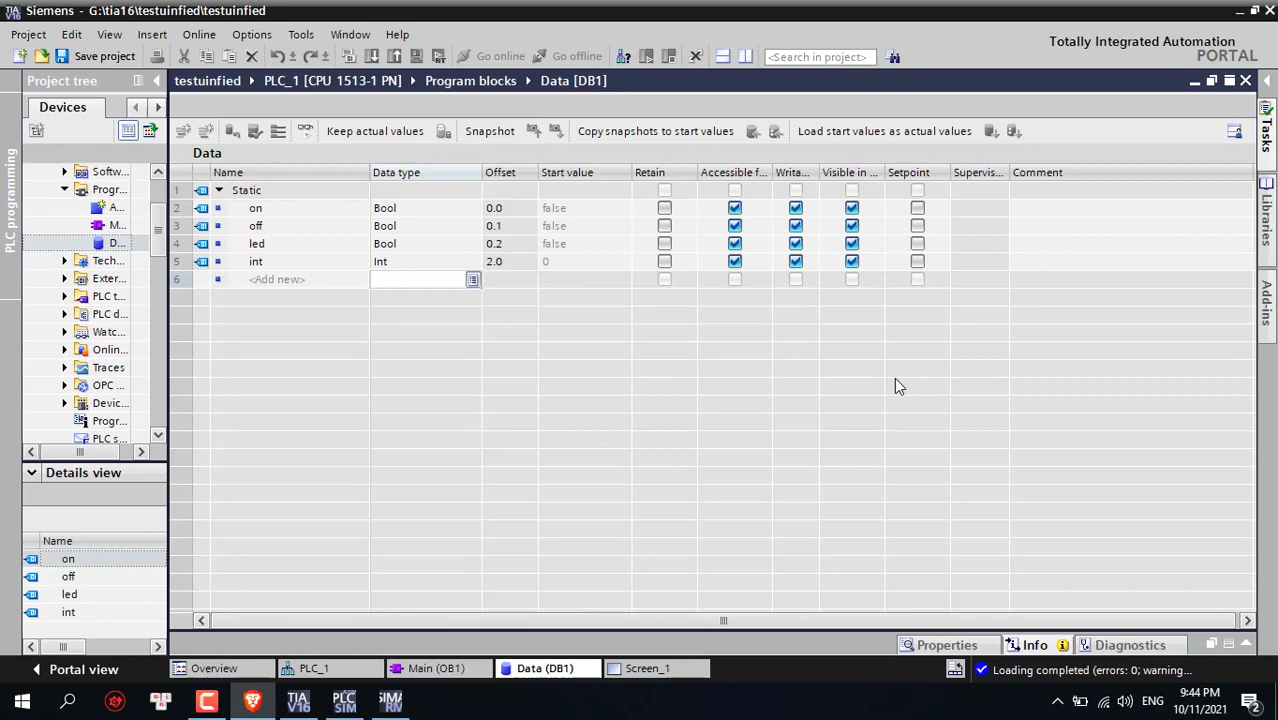 Siemens - G:\tia16\testuinfied\testuinfied
Project Edit View Insert Online Options Tools Window Help
Totally Integrated Automation
PORTAL
Save project
Go online
Go offline
<Search in project>
Project tree
testuinfied PLC_1 [CPU 1513-1 PN] Program blocks Data [DB1]
Devices
Keep actual values Snapshot Copy snapshots to start values Load start values as actual values
Data
Name Data type Offset Start value Retain Accessible f... Writa... Visible in ... Setpoint Supervis... Comment
1 Static
2 on Bool 0.0 false
3 off Bool 0.1 false
4 led Bool 0.2 false
5 int Int 2.0 0
6 <Add new>
PLC programming
Softw...
Progr...
A...
M...
D...
Tech...
Exter...
PLC t...
PLC d...
Watc...
Onlin...
Traces
OPC ...
Devic...
Progr...
PLC s...
Details view
Name
on
off
led
int
Tasks
Libraries
Add-ins
Properties Info Diagnostics
Portal view Overview PLC_1 Main (OB1) Data (DB1) Screen_1
Loading completed (errors: 0; warning...
TIA V16
PLC SIM
SIM RM
ENG
9:44 PM
10/11/2021
2